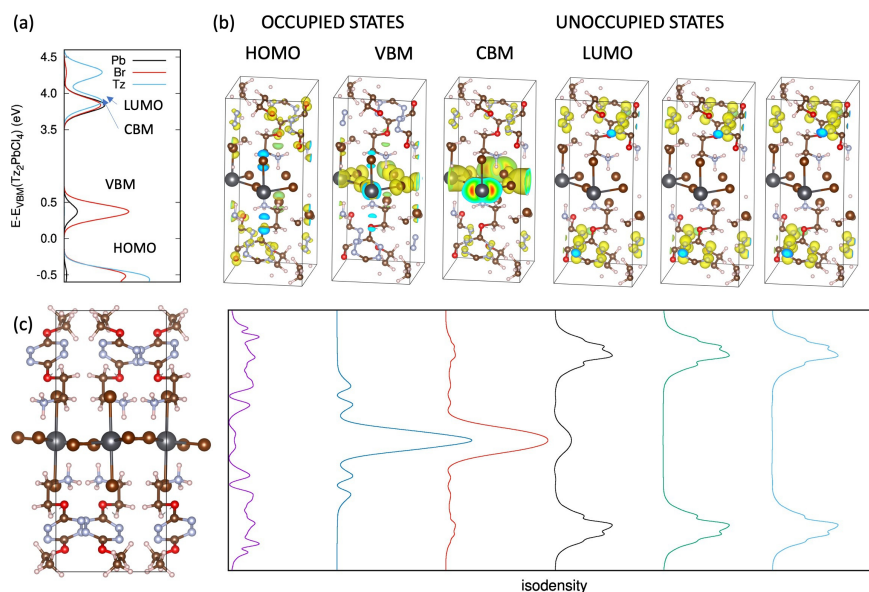 (a)
4.5
4.0
3.5
0.5
0.0
-0.5
E-E_VBM(Tz₂PbCl₄) (eV)
Pb
Br
Tz
LUMO
CBM
VBM
HOMO
(b)
OCCUPIED STATES
UNOCCUPIED STATES
HOMO
VBM
CBM
LUMO
(c)
isodensity